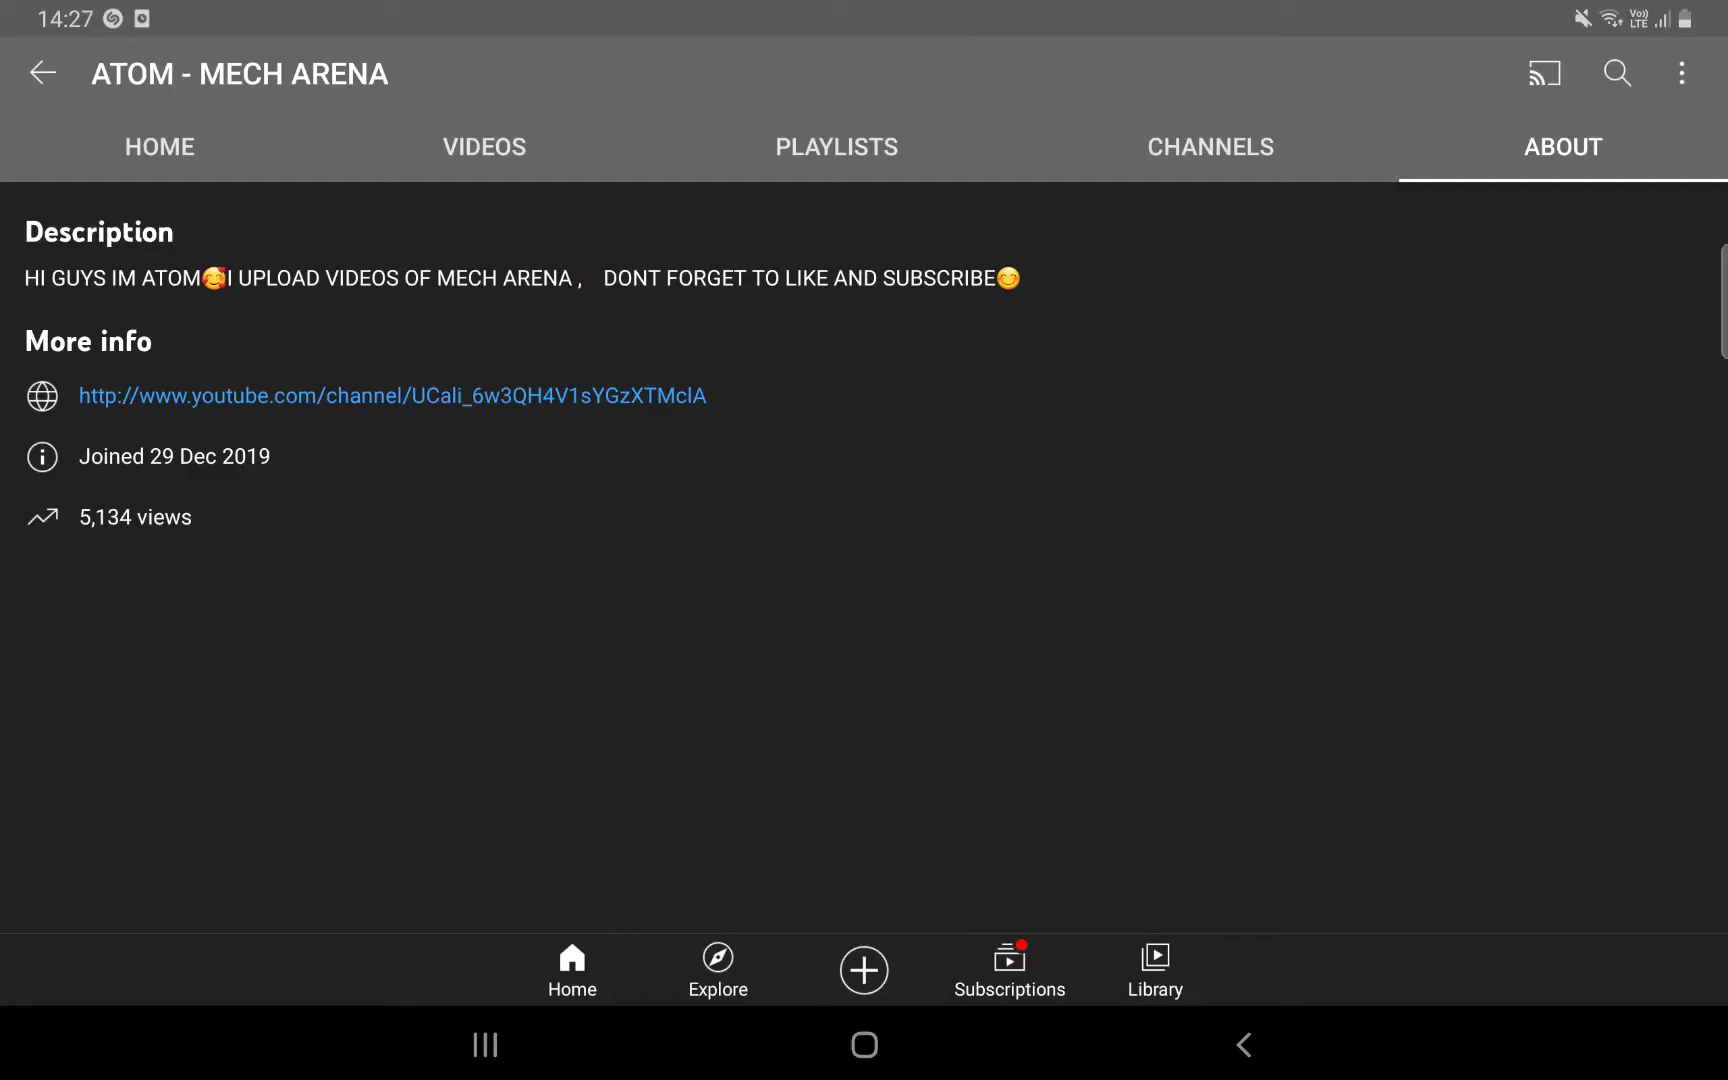 14:27
Vo) LTE
ATOM - MECH ARENA
HOME VIDEOS PLAYLISTS CHANNELS ABOUT
Description
HI GUYS IM ATOM🥰I UPLOAD VIDEOS OF MECH ARENA , DONT FORGET TO LIKE AND SUBSCRIBE😊
More info
http://www.youtube.com/channel/UCali_6w3QH4V1sYGzXTMclA
Joined 29 Dec 2019
5,134 views
Home Explore Subscriptions Library